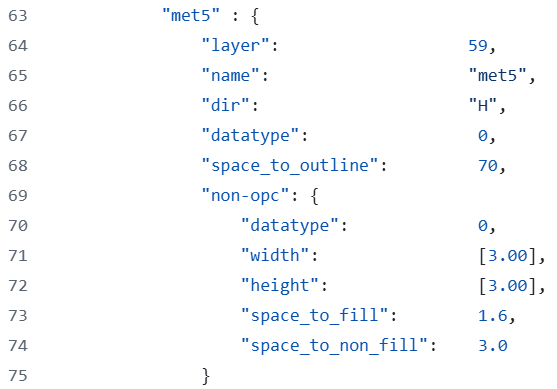 63 "met5" : {
64 "layer": 59,
65 "name": "met5",
66 "dir": "H",
67 "datatype": 0,
68 "space_to_outline": 70,
69 "non-opc": {
70 "datatype": 0,
71 "width": [3.00],
72 "height": [3.00],
73 "space_to_fill": 1.6,
74 "space_to_non_fill": 3.0
75 }